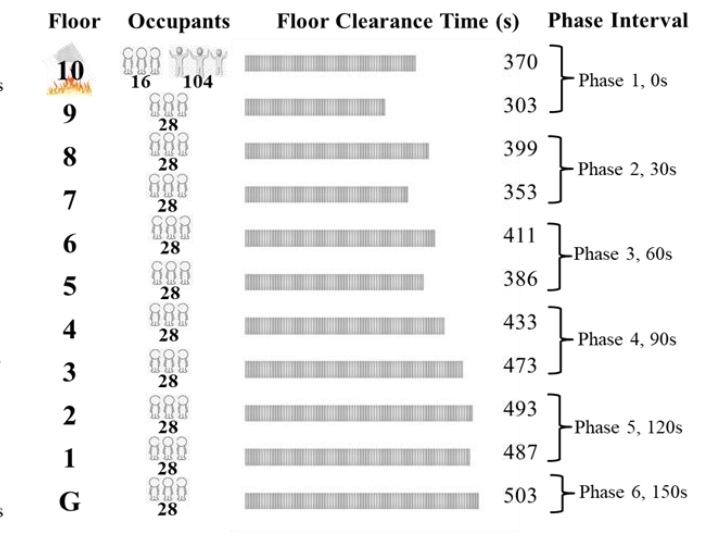 Floor Occupants Floor Clearance Time (s) Phase Interval
10 16 104 370
Phase 1, 0s
9 28 303
8 28 399
Phase 2, 30s
7 28 353
6 28 411
Phase 3, 60s
5 28 386
4 28 433
Phase 4, 90s
3 28 473
2 28 493
Phase 5, 120s
1 28 487
G 28 503 Phase 6, 150s